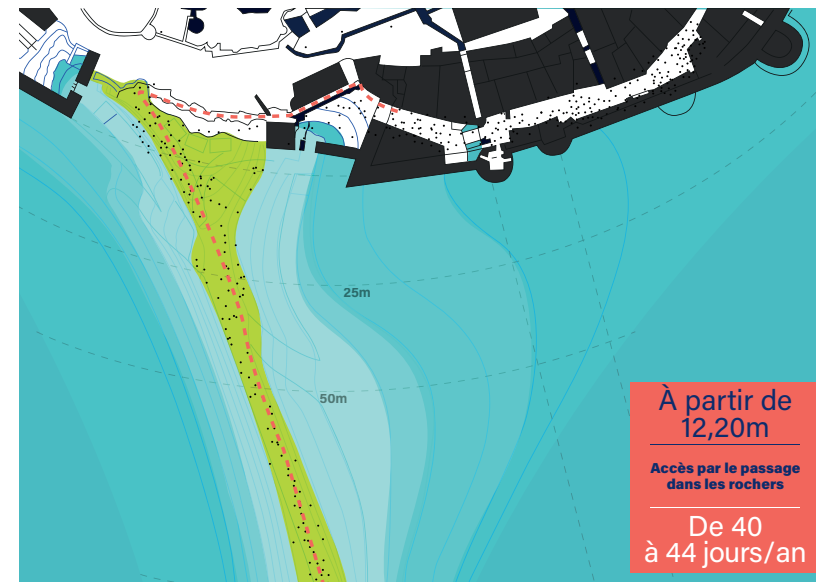 25m
50m
À partir de
12,20m
Accès par le passage
dans les rochers
De 40
à 44 jours/an